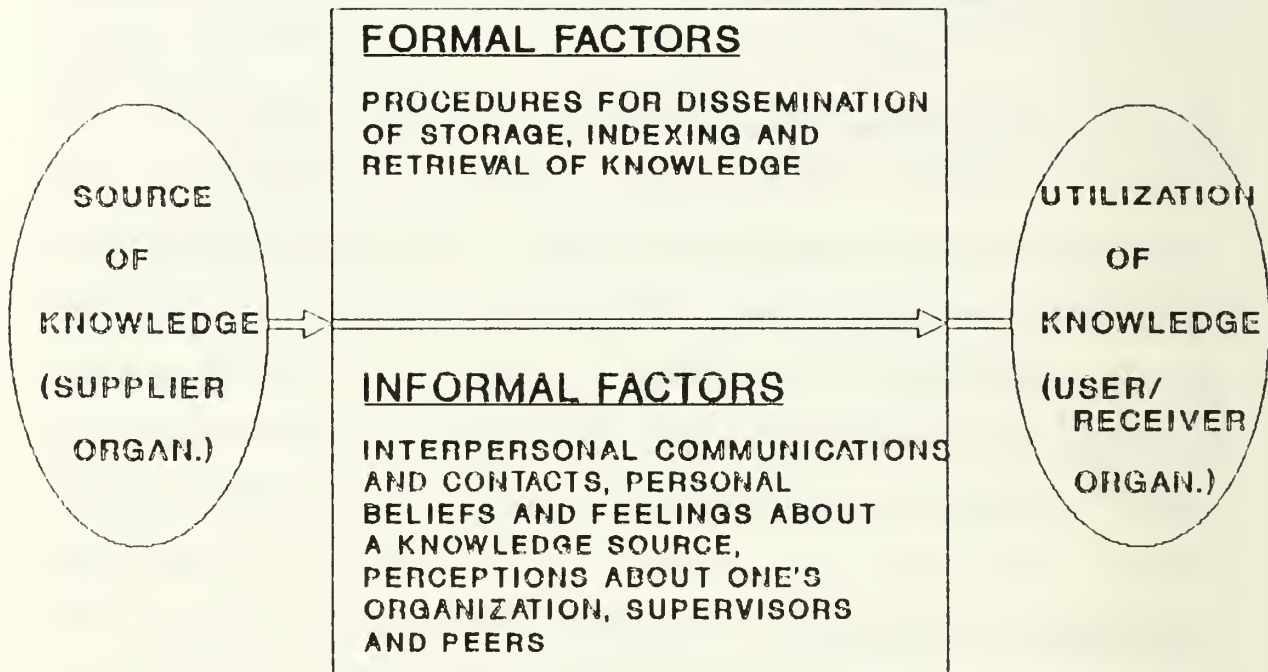 SOURCE
OF
KNOWLEDGE
(SUPPLIER
ORGAN.)
FORMAL FACTORS
PROCEDURES FOR DISSEMINATION
OF STORAGE, INDEXING AND
RETRIEVAL OF KNOWLEDGE
INFORMAL FACTORS
INTERPERSONAL COMMUNICATIONS
AND CONTACTS, PERSONAL
BELIEFS AND FEELINGS ABOUT
A KNOWLEDGE SOURCE,
PERCEPTIONS ABOUT ONE'S
ORGANIZATION, SUPERVISORS
AND PEERS
UTILIZATION
OF
KNOWLEDGE
(USER/
RECEIVER
ORGAN.)